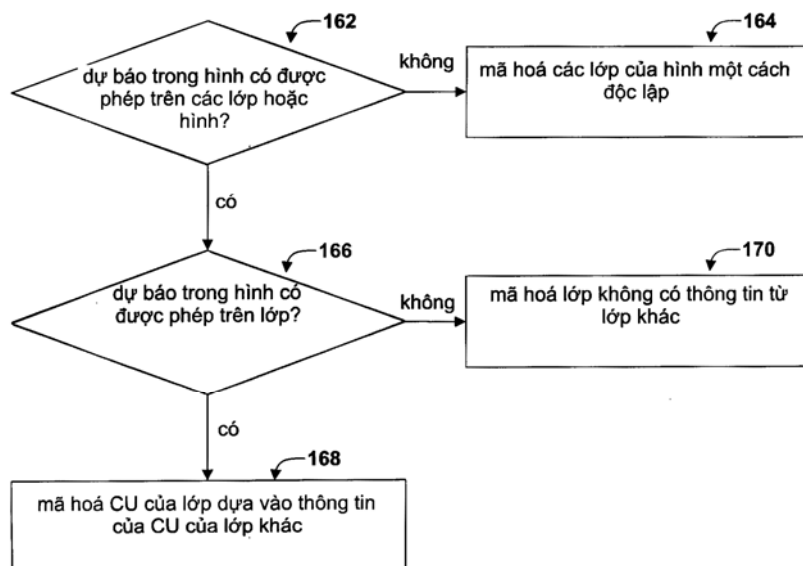 162
dự báo trong hình có được
phép trên các lớp hoặc
hình?
không
164
mã hoá các lớp của hình một cách
độc lập
có
166
dự báo trong hình có
được phép trên lớp?
không
170
mã hoá lớp không có thông tin từ
lớp khác
có
168
mã hoá CU của lớp dựa vào thông tin
của CU của lớp khác